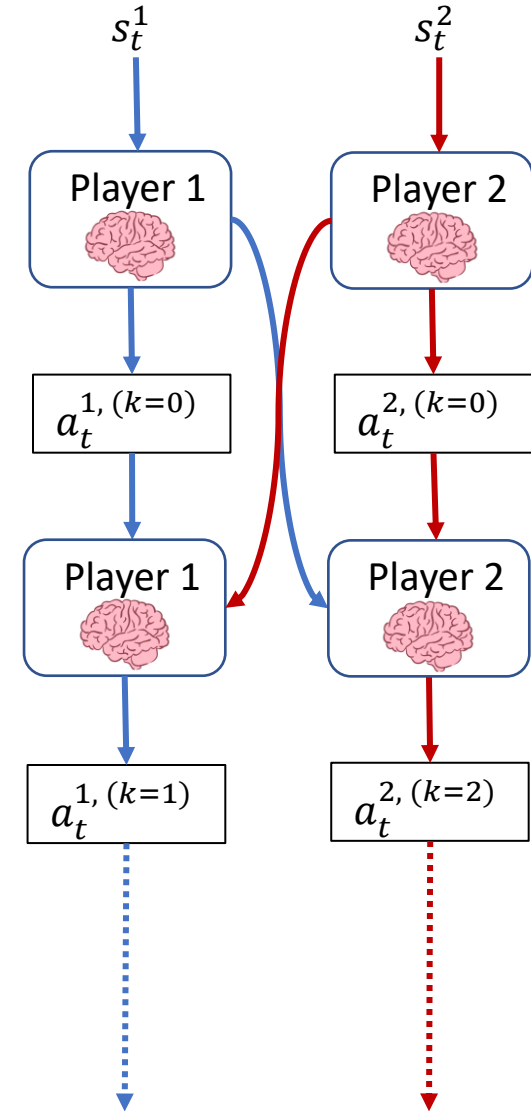 s_t^1
s_t^2
Player 1
Player 2
a_t^{1, (k=0)}
a_t^{2, (k=0)}
Player 1
Player 2
a_t^{1, (k=1)}
a_t^{2, (k=2)}